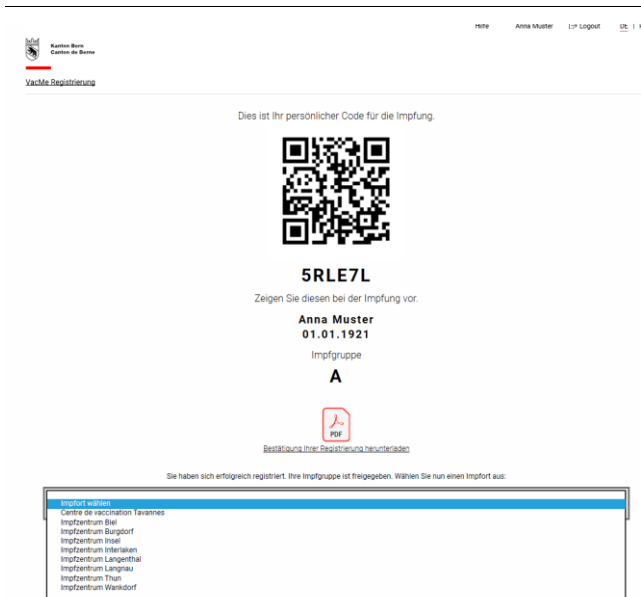 Hilfe Anna Muster Logout DE |
Kanton Bern
Canton de Berne
VacMe Registrierung
Dies ist Ihr persönlicher Code für die Impfung.
5RLE7L
Zeigen Sie diesen bei der Impfung vor.
Anna Muster
01.01.1921
Impfgruppe
A
PDF
Bestätigung Ihrer Registrierung herunterladen
Sie haben sich erfolgreich registriert. Ihre Impfgruppe ist freigegeben. Wählen Sie nun einen Impfort aus:
Impfort wählen
Centre de vaccination Tavannes
Impfzentrum Biel
Impfzentrum Burgdorf
Impfzentrum Insel
Impfzentrum Interlaken
Impfzentrum Langenthal
Impfzentrum Langnau
Impfzentrum Thun
Impfzentrum Wankdorf